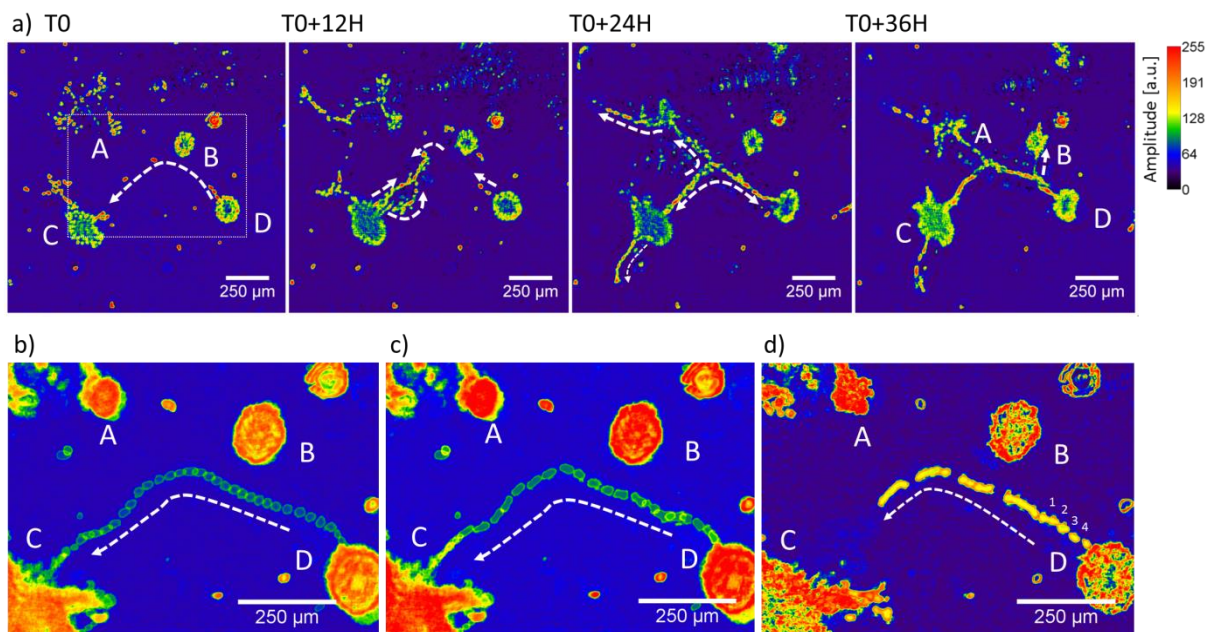 a) T0 T0+12H T0+24H T0+36H
A B C D
250 µm 250 µm 250 µm
A B C D
250 µm
Amplitude [a.u.]
255
191
128
64
0
b) c) d)
A B C D
250 µm
A B C D
250 µm
A B 1 2 3 4 C D
250 µm